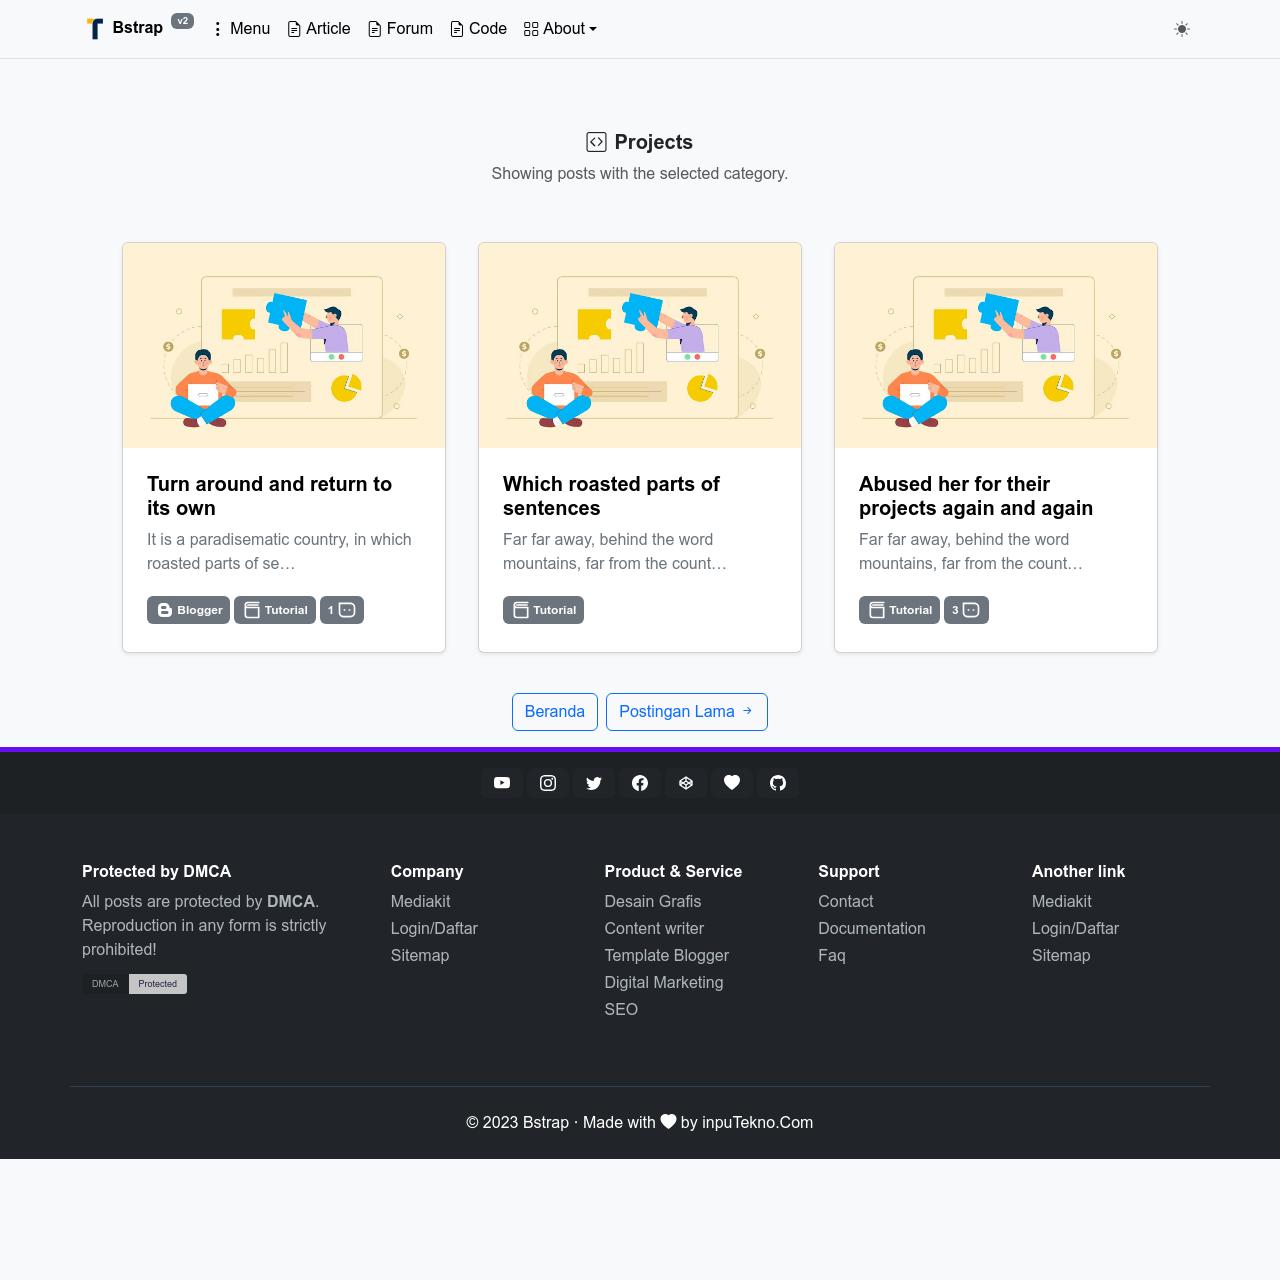 Bstrap v2 Menu Article Forum Code About
Projects
Showing posts with the selected category.
Turn around and return to
its own
It is a paradisematic country, in which
roasted parts of se…
Blogger Tutorial 1
Which roasted parts of
sentences
Far far away, behind the word
mountains, far from the count…
Tutorial
Abused her for their
projects again and again
Far far away, behind the word
mountains, far from the count…
Tutorial 3
Beranda
Postingan Lama
Protected by DMCA
All posts are protected by DMCA.
Reproduction in any form is strictly
prohibited!
DMCA Protected
Company
Mediakit
Login/Daftar
Sitemap
Product & Service
Desain Grafis
Content writer
Template Blogger
Digital Marketing
SEO
Support
Contact
Documentation
Faq
Another link
Mediakit
Login/Daftar
Sitemap
© 2023 Bstrap · Made with by inpuTekno.Com